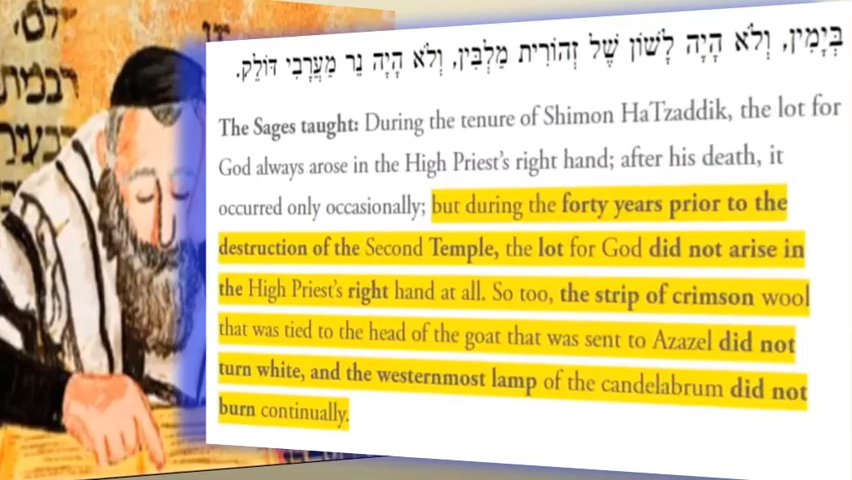 בְּיָמִין, וְלֹא הָיָה לָשׁוֹן שֶׁל זְהוֹרִית מַלְבִּין, וְלֹא הָיָה נֵר מַעֲרָבִי דּוֹלֵק.
The Sages taught: During the tenure of Shimon HaTzaddik, the lot for
God always arose in the High Priest's right hand; after his death, it
occurred only occasionally; but during the forty years prior to the
destruction of the Second Temple, the lot for God did not arise in
the High Priest's right hand at all. So too, the strip of crimson wool
that was tied to the head of the goat that was sent to Azazel did not
turn white, and the westernmost lamp of the candelabrum did not
burn continually.